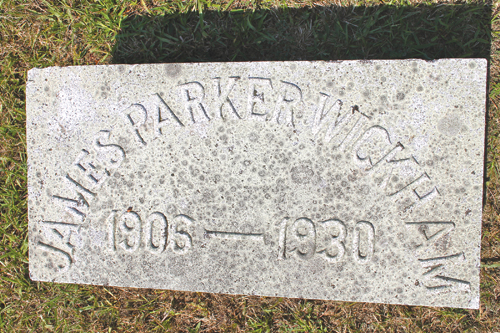 JAMES PARKER WICKHAM
1906 — 1930